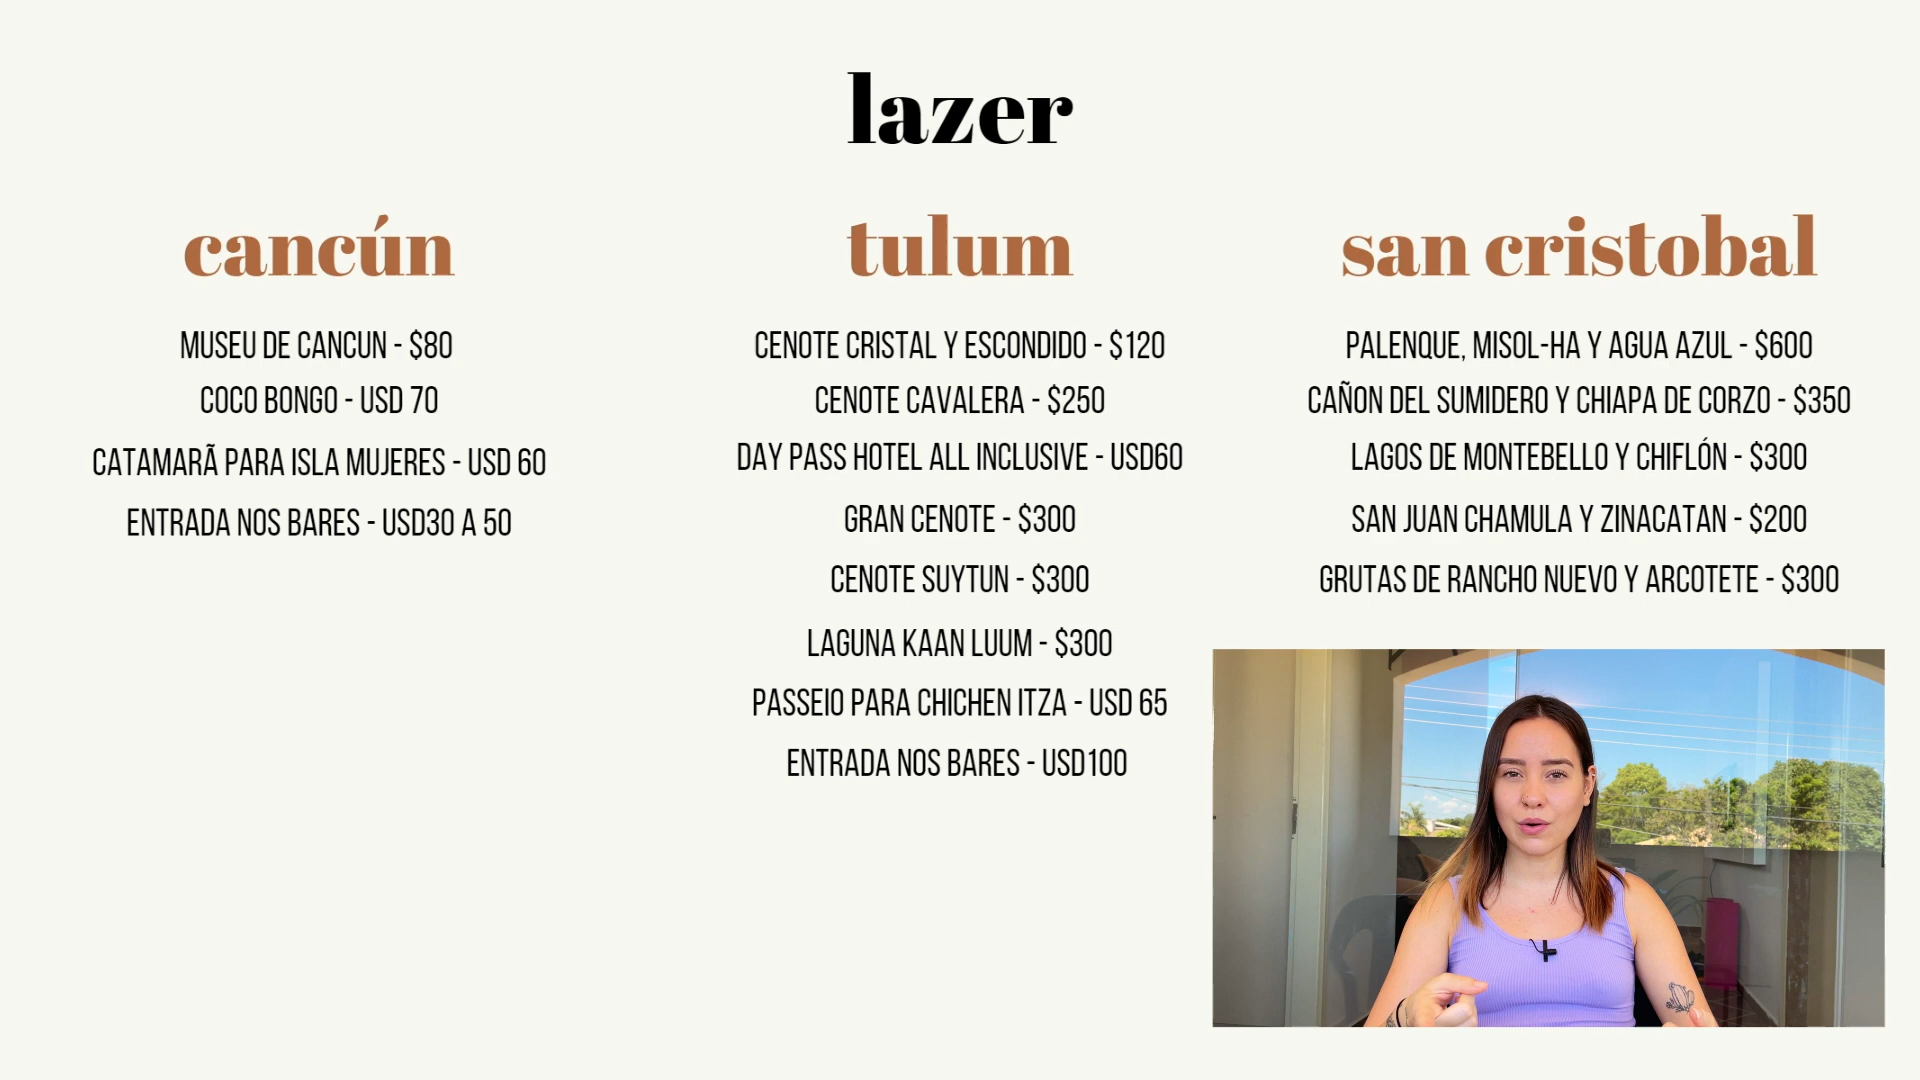 lazer
cancún
MUSEU DE CANCUN - $80
COCO BONGO - USD 70
CATAMARÃ PARA ISLA MUJERES - USD 60
ENTRADA NOS BARES - USD30 A 50
tulum
CENOTE CRISTAL Y ESCONDIDO - $120
CENOTE CAVALERA - $250
DAY PASS HOTEL ALL INCLUSIVE - USD60
GRAN CENOTE - $300
CENOTE SUYTUN - $300
LAGUNA KAAN LUUM - $300
PASSEIO PARA CHICHEN ITZA - USD 65
ENTRADA NOS BARES - USD100
san cristobal
PALENQUE, MISOL-HA Y AGUA AZUL - $600
CAÑON DEL SUMIDERO Y CHIAPA DE CORZO - $350
LAGOS DE MONTEBELLO Y CHIFLÓN - $300
SAN JUAN CHAMULA Y ZINACATAN - $200
GRUTAS DE RANCHO NUEVO Y ARCOTETE - $300